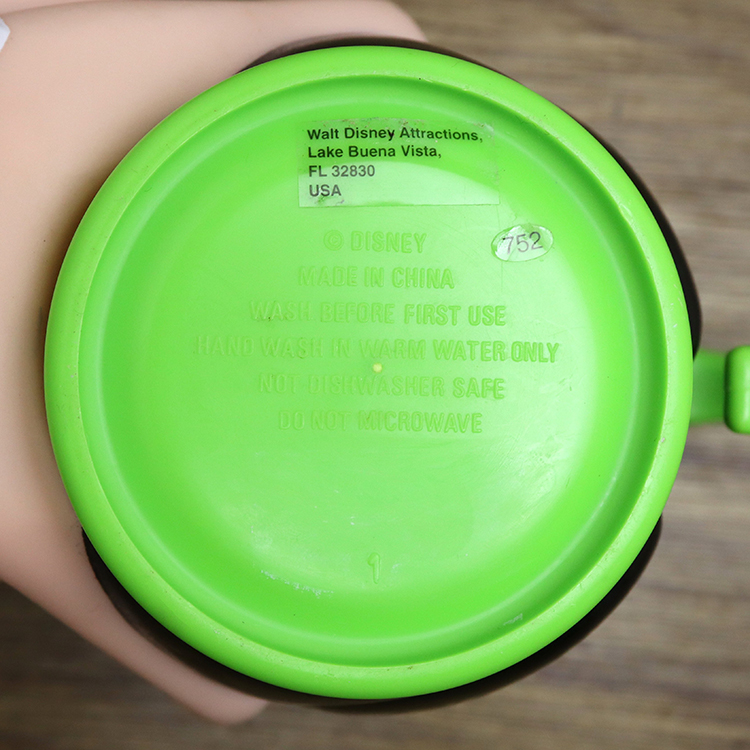 Walt Disney Attractions,
Lake Buena Vista,
FL 32830
USA
© DISNEY
752
MADE IN CHINA
WASH BEFORE FIRST USE
HAND WASH IN WARM WATER ONLY
NOT DISHWASHER SAFE
DO NOT MICROWAVE
1